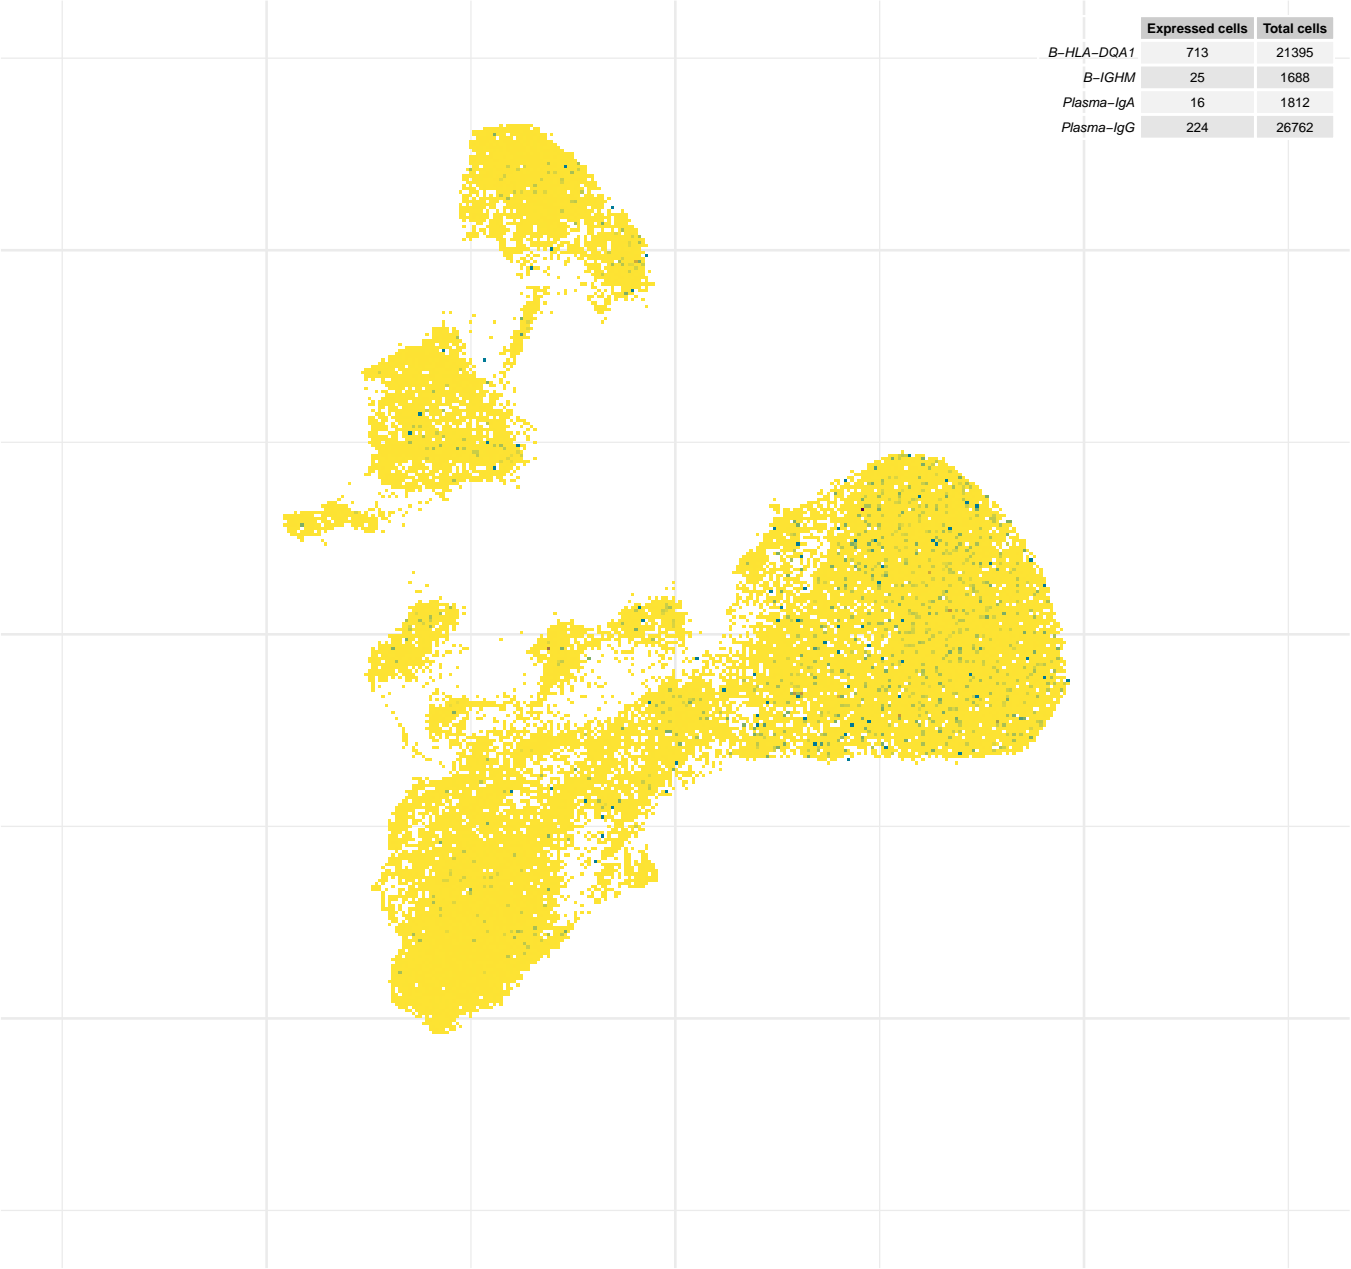 Expressed cells Total cells
B−HLA−DQA1 713 21395
B−IGHM 25 1688
Plasma−IgA 16 1812
Plasma−IgG 224 26762